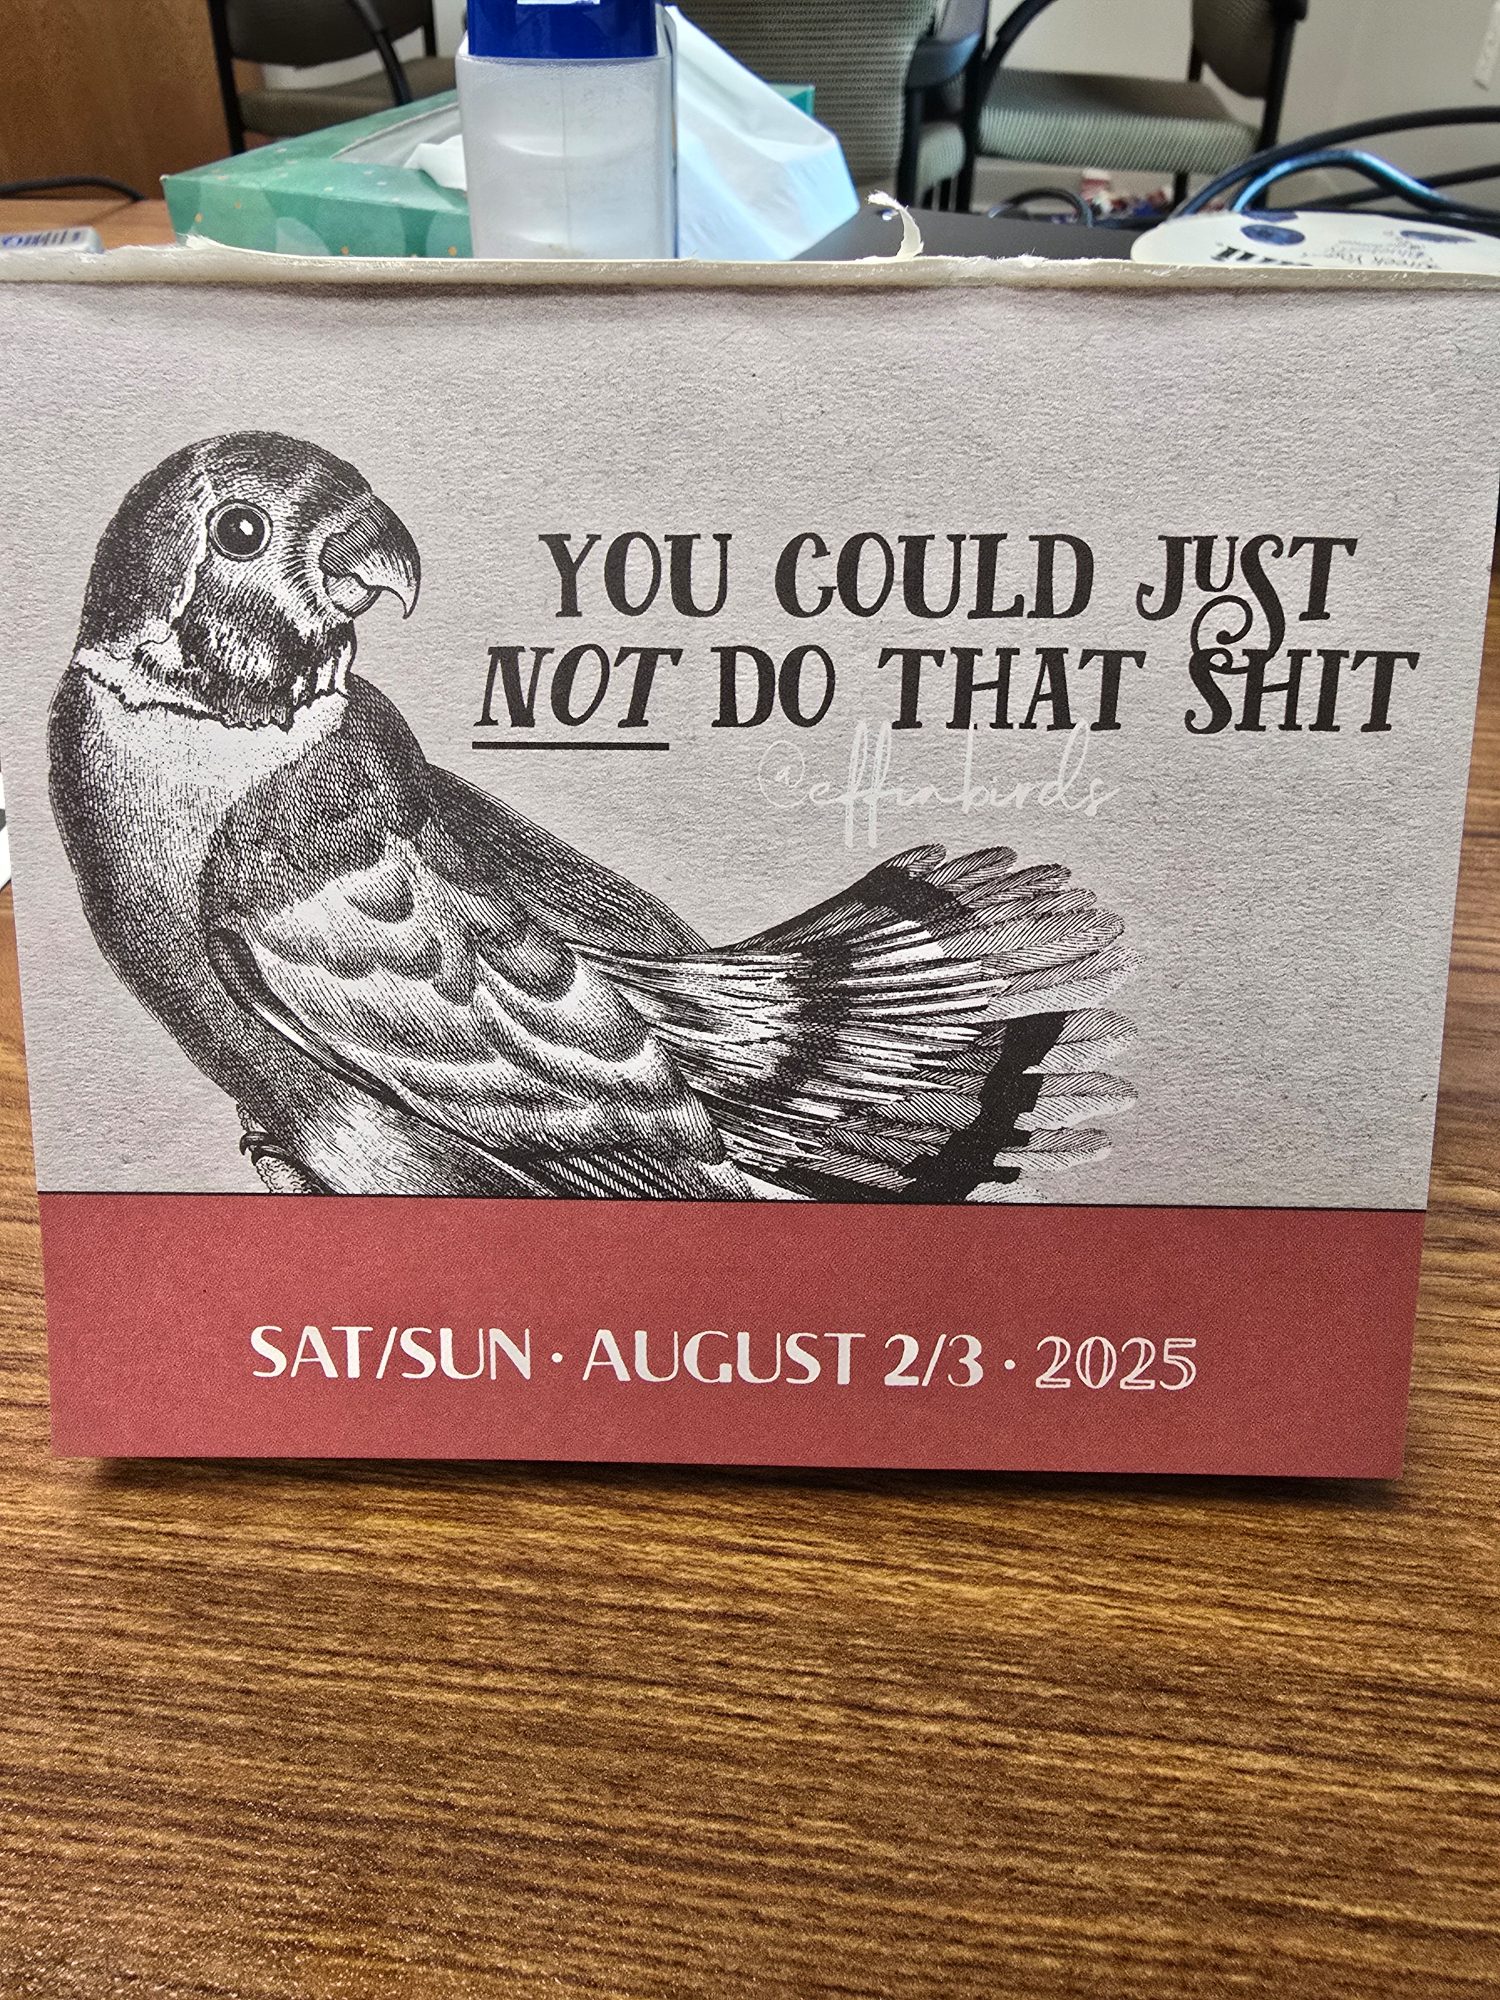 YOU COULD JUST
NOT DO THAT SHIT
@effinbirds
SAT/SUN · AUGUST 2/3 · 2025